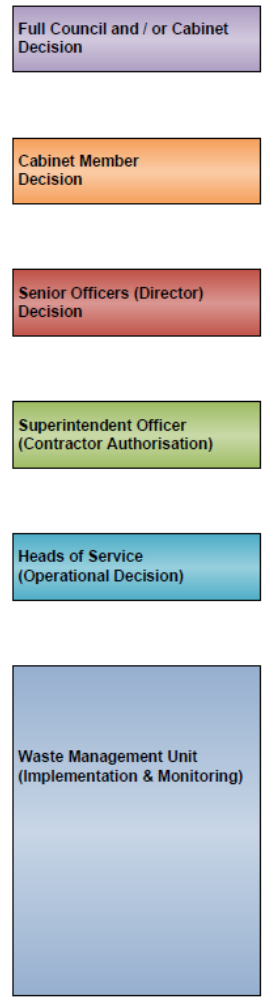 Full Council and / or Cabinet
Decision
Cabinet Member
Decision
Senior Officers (Director)
Decision
Superintendent Officer
(Contractor Authorisation)
Heads of Service
(Operational Decision)
Waste Management Unit
(Implementation & Monitoring)